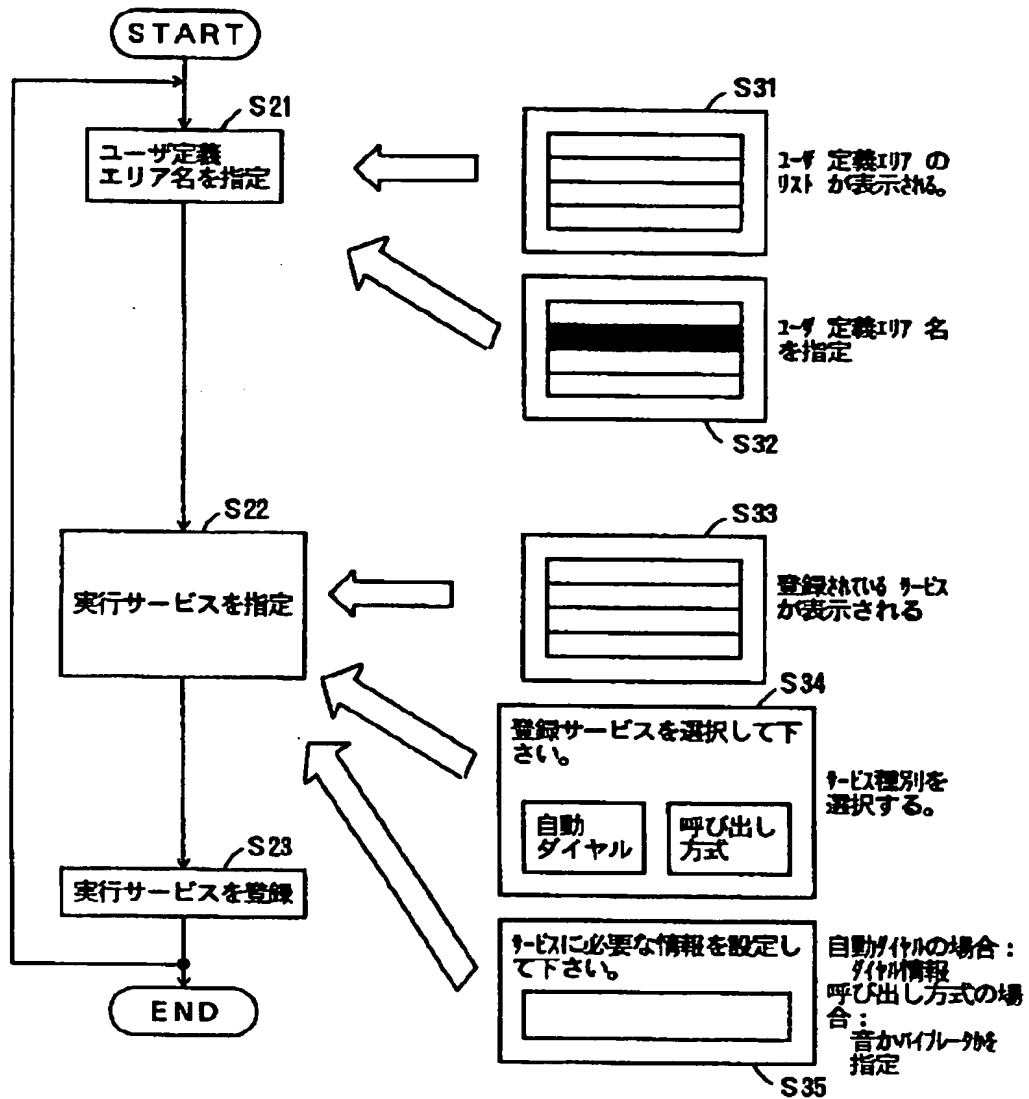 START
S21
ユーザ定義
エリア名を指定
S31
ユーザ 定義エリア の
リスト が表示される。
ユーザ 定義エリア 名
を指定
S32
S22
実行サービスを指定
S33
登録されている サービス
が表示される
S34
登録サービスを選択して下
さい。
自動
ダイヤル
呼び出し
方式
サービス種別を
選択する。
S23
実行サービスを登録
サービスに必要な情報を設定し
て下さい。
自動ダイヤルの場合：
ダイヤル情報
呼び出し方式の場
合：
音かバイブレータかを
指定
S35
END